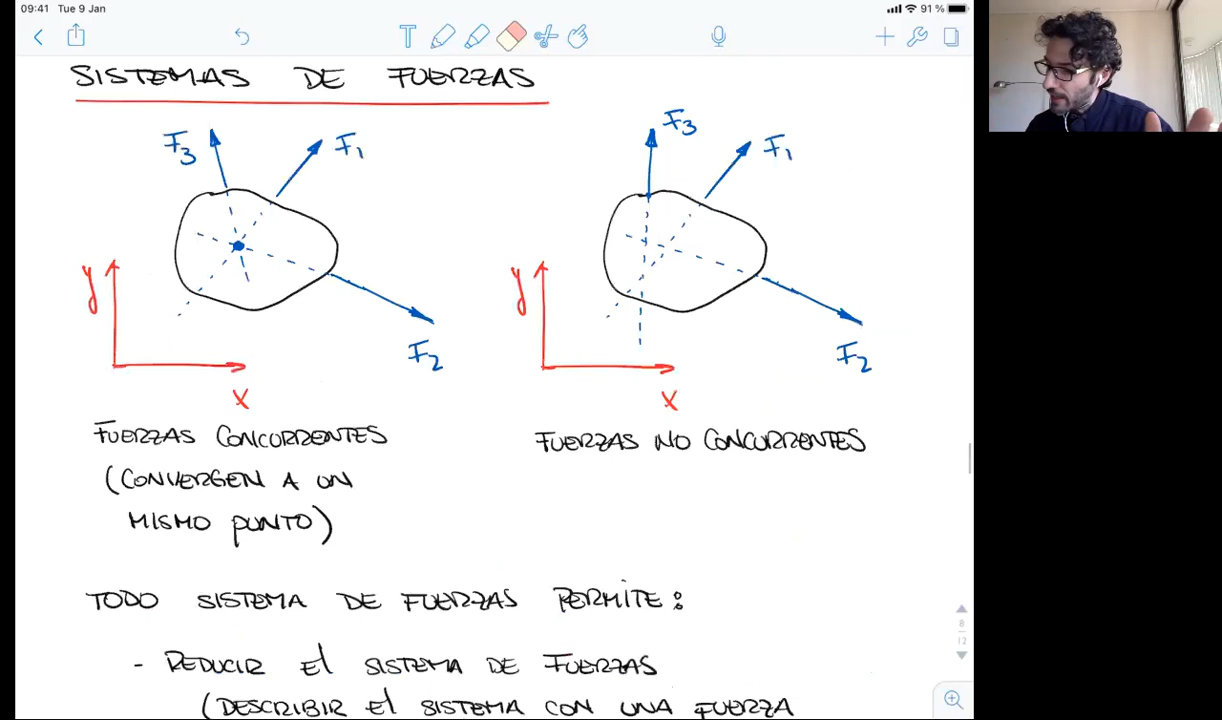 09:41 Tue 9 Jan 91 %
SISTEMAS DE FUERZAS
F3 F1 F3 F1
y y
F2 F2
x x
FUERZAS CONCURRENTES
(CONVERGEN A UN
MISMO PUNTO)
FUERZAS NO CONCURRENTES
TODO SISTEMA DE FUERZAS PERMITE:
- REDUCIR El SISTEMA DE FUERZAS
(DESCRIBIR El SISTEMA CON UNA FUERZA
T
8
12